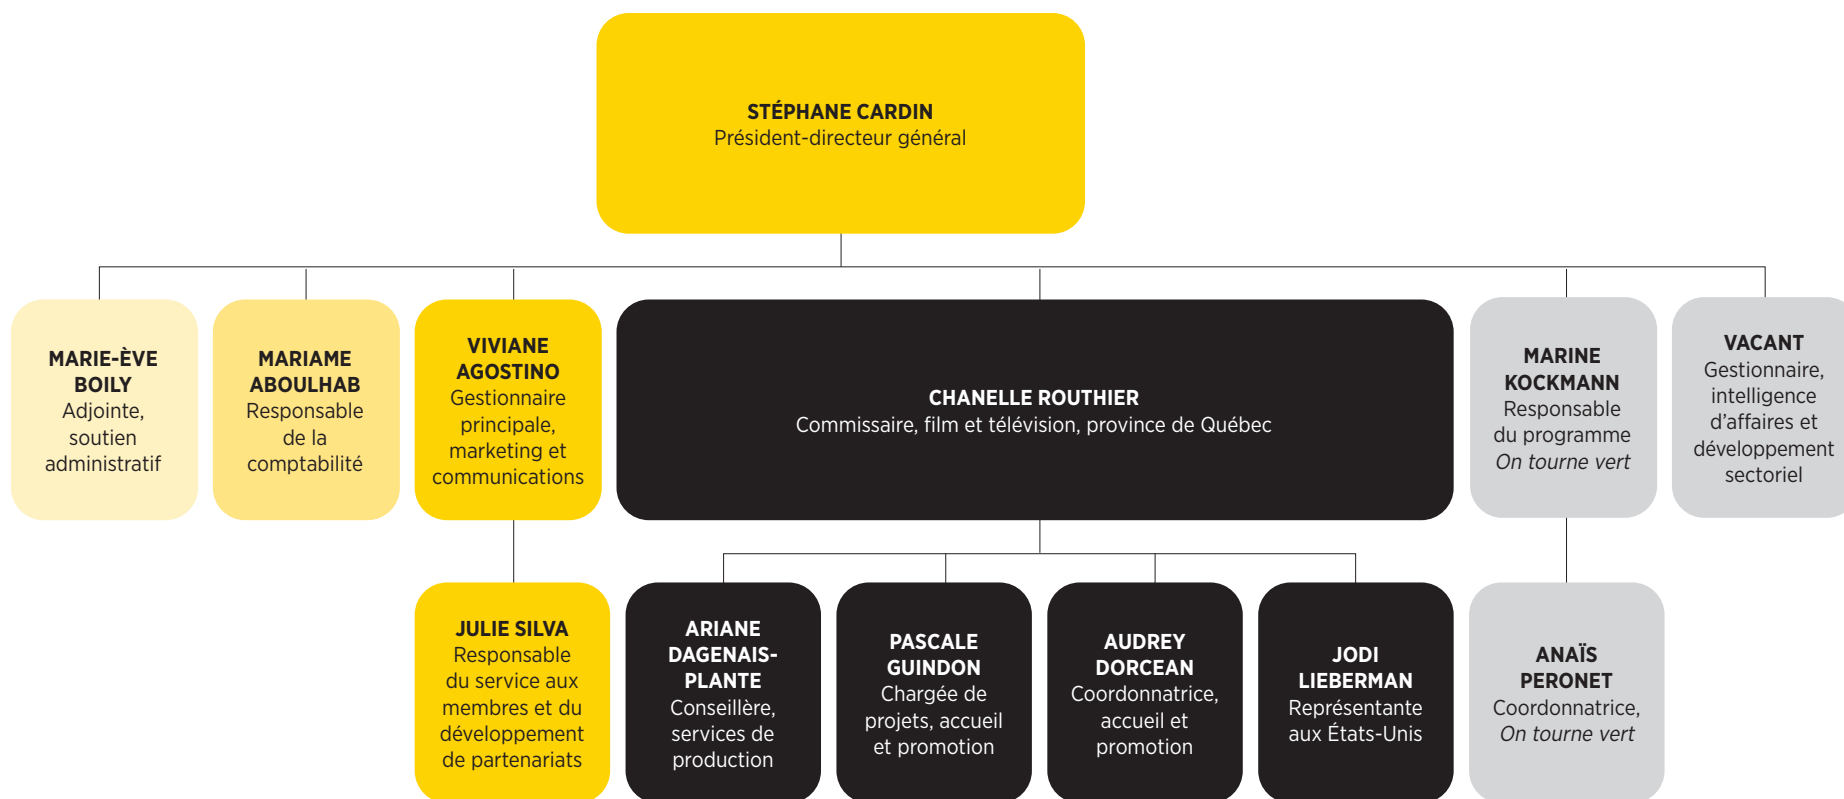 STÉPHANE CARDIN
Président-directeur général
MARIE-ÈVE
BOILY
Adjointe,
soutien
administratif
MARIAME
ABOULHAB
Responsable
de la
comptabilité
VIVIANE
AGOSTINO
Gestionnaire
principale,
marketing et
communications
CHANELLE ROUTHIER
Commissaire, film et télévision, province de Québec
MARINE
KOCKMANN
Responsable
du programme
On tourne vert
VACANT
Gestionnaire,
intelligence
d’affaires et
développement
sectoriel
JULIE SILVA
Responsable
du service aux
membres et du
développement
de partenariats
ARIANE
DAGENAIS-
PLANTE
Conseillère,
services de
production
PASCALE
GUINDON
Chargée de
projets, accueil
et promotion
AUDREY
DORCEAN
Coordonnatrice,
accueil et
promotion
JODI
LIEBERMAN
Représentante
aux États-Unis
ANAÏS
PERONET
Coordonnatrice,
On tourne vert